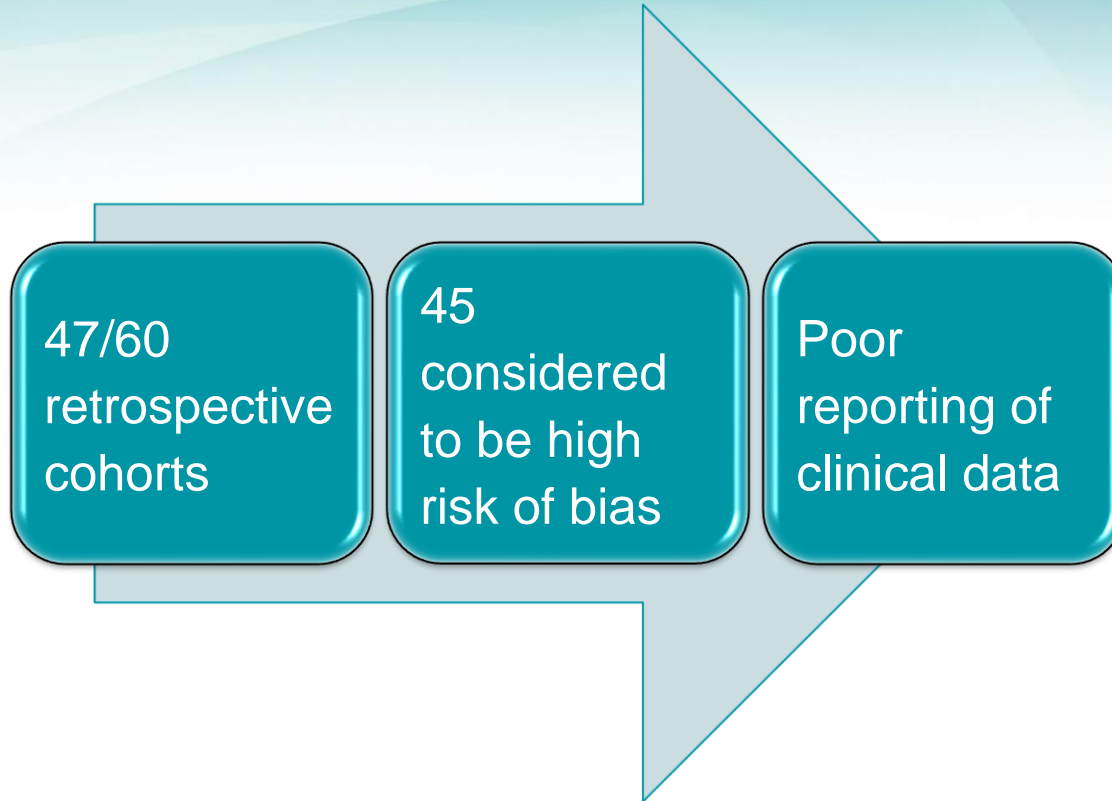 47/60
retrospective
cohorts
45
considered
to be high
risk of bias
Poor
reporting of
clinical data